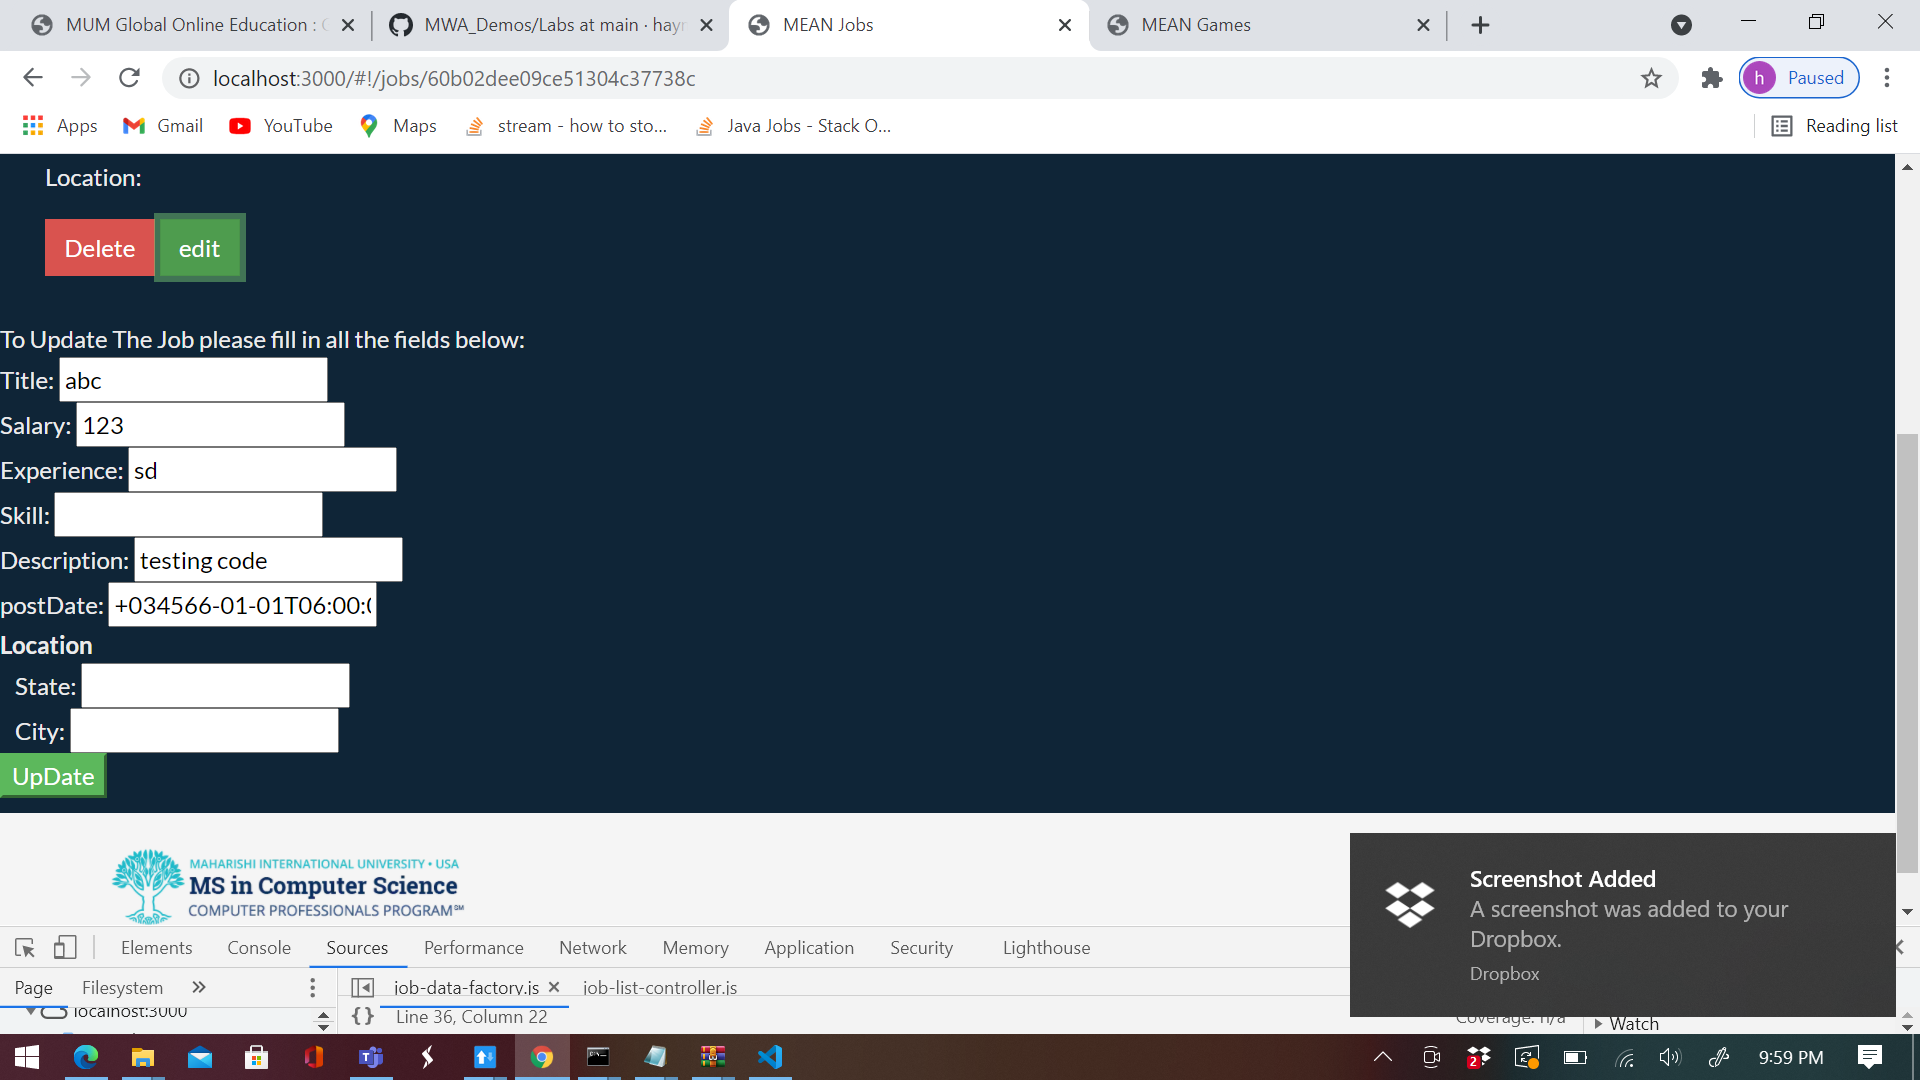 MUM Global Online Education : C
MWA_Demos/Labs at main · hayr
MEAN Jobs
MEAN Games
localhost:3000/#!/jobs/60b02dee09ce51304c37738c
h Paused
Apps
Gmail
YouTube
Maps
stream - how to sto...
Java Jobs - Stack O...
Reading list
Location:
Delete
edit
To Update The Job please fill in all the fields below:
Title: abc
Salary: 123
Experience: sd
Skill:
Description: testing code
postDate: +034566-01-01T06:00:0
Location
State:
City:
UpDate
MAHARISHI INTERNATIONAL UNIVERSITY • USA
MS in Computer Science
COMPUTER PROFESSIONALS PROGRAM℠
Screenshot Added
A screenshot was added to your
Dropbox.
Dropbox
Elements
Console
Sources
Performance
Network
Memory
Application
Security
Lighthouse
Page
Filesystem
job-data-factory.js
job-list-controller.js
localhost:3000
{} Line 36, Column 22
Coverage: n/a
Watch
2
9:59 PM